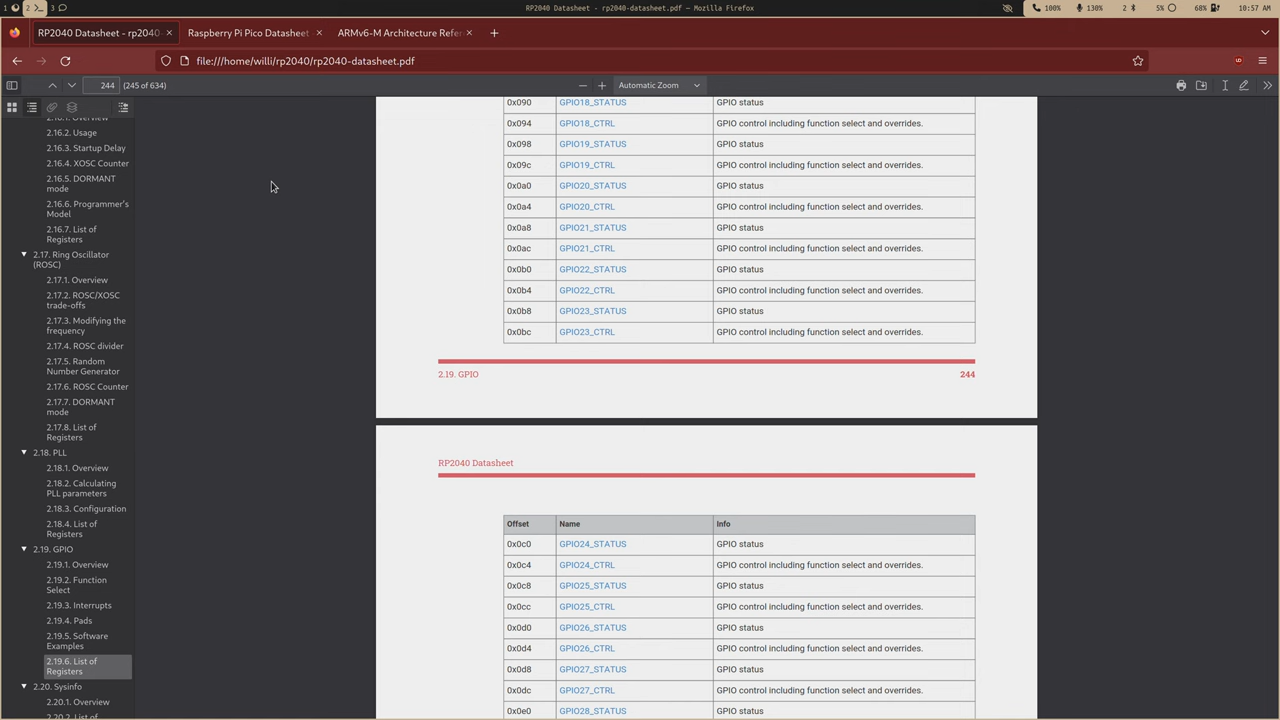 1 2 3
RP2040 Datasheet - rp2040-datasheet.pdf — Mozilla Firefox
100% 130% 2 5% 68% 10:57 AM
RP2040 Datasheet - rp2040-
Raspberry Pi Pico Datasheet
ARMv6-M Architecture Refer
file:///home/willi/rp2040/rp2040-datasheet.pdf
244 (245 of 634)
Automatic Zoom
2.16.2. Usage
2.16.3. Startup Delay
2.16.4. XOSC Counter
2.16.5. DORMANT
mode
2.16.6. Programmer's
Model
2.16.7. List of
Registers
2.17. Ring Oscillator
(ROSC)
2.17.1. Overview
2.17.2. ROSC/XOSC
trade-offs
2.17.3. Modifying the
frequency
2.17.4. ROSC divider
2.17.5. Random
Number Generator
2.17.6. ROSC Counter
2.17.7. DORMANT
mode
2.17.8. List of
Registers
2.18. PLL
2.18.1. Overview
2.18.2. Calculating
PLL parameters
2.18.3. Configuration
2.18.4. List of
Registers
2.19. GPIO
2.19.1. Overview
2.19.2. Function
Select
2.19.3. Interrupts
2.19.4. Pads
2.19.5. Software
Examples
2.19.6. List of
Registers
2.20. Sysinfo
2.20.1. Overview
2.20.2. List of
0x090 GPIO18_STATUS GPIO status
0x094 GPIO18_CTRL GPIO control including function select and overrides.
0x098 GPIO19_STATUS GPIO status
0x09c GPIO19_CTRL GPIO control including function select and overrides.
0x0a0 GPIO20_STATUS GPIO status
0x0a4 GPIO20_CTRL GPIO control including function select and overrides.
0x0a8 GPIO21_STATUS GPIO status
0x0ac GPIO21_CTRL GPIO control including function select and overrides.
0x0b0 GPIO22_STATUS GPIO status
0x0b4 GPIO22_CTRL GPIO control including function select and overrides.
0x0b8 GPIO23_STATUS GPIO status
0x0bc GPIO23_CTRL GPIO control including function select and overrides.
2.19. GPIO 244
RP2040 Datasheet
Offset Name Info
0x0c0 GPIO24_STATUS GPIO status
0x0c4 GPIO24_CTRL GPIO control including function select and overrides.
0x0c8 GPIO25_STATUS GPIO status
0x0cc GPIO25_CTRL GPIO control including function select and overrides.
0x0d0 GPIO26_STATUS GPIO status
0x0d4 GPIO26_CTRL GPIO control including function select and overrides.
0x0d8 GPIO27_STATUS GPIO status
0x0dc GPIO27_CTRL GPIO control including function select and overrides.
0x0e0 GPIO28_STATUS GPIO status